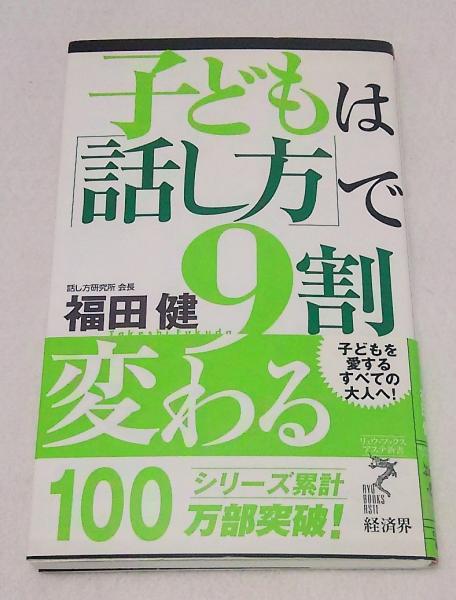 子どもは
「話し方」で
9割
変わる
話し方研究所 会長
福田 健
Takeshi Fukuda
子どもを
愛する
すべての
大人へ!
100
シリーズ累計
万部突破!
リュウ・ブックス
アステ新書
RYU
BOOKS
ASTI
経済界